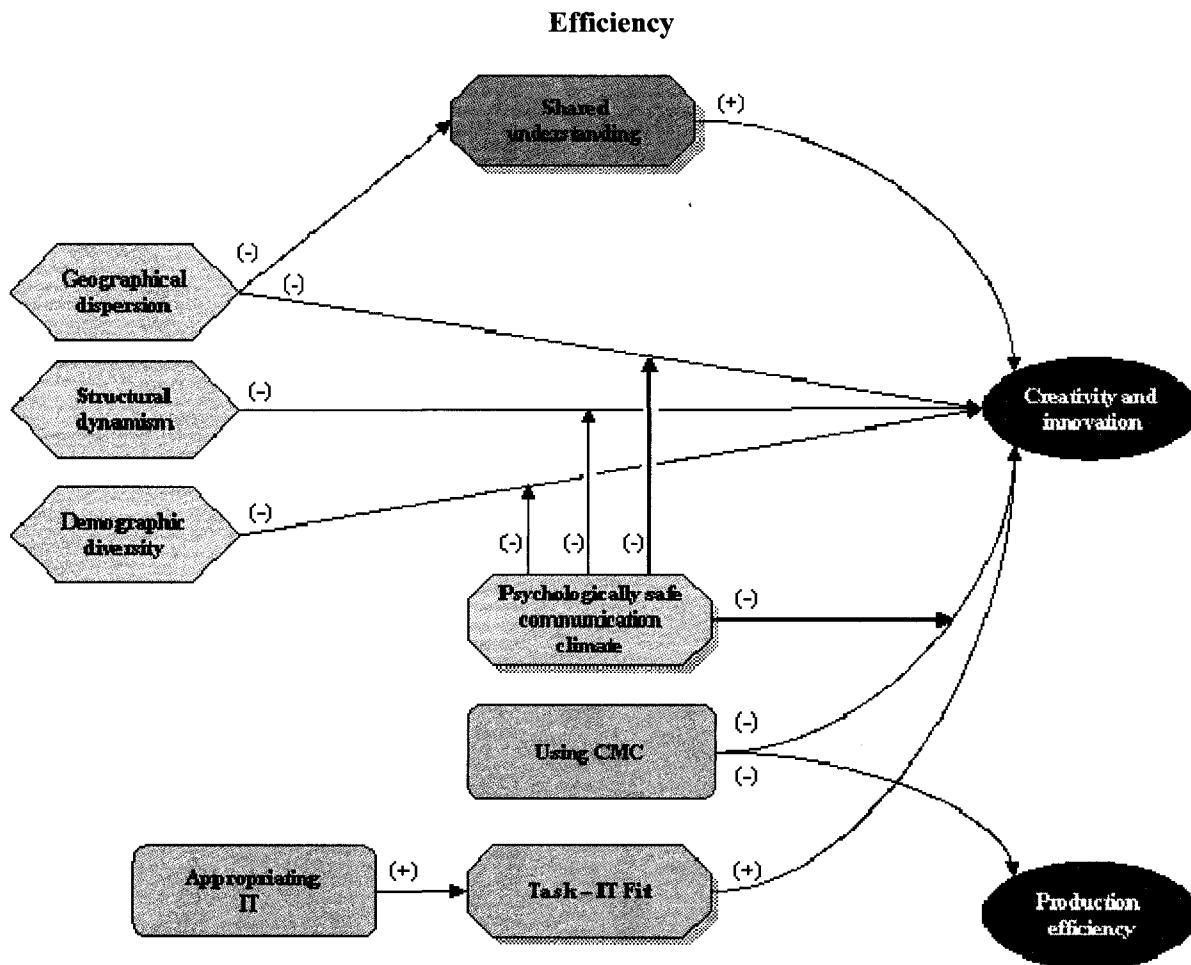 Efficiency
Shared
understanding
(+)
(-)
(-)
Geographical
dispersion
Structural
dynamism
(-)
Creativity and
innovation
Demographic
diversity
(-)
(-)
(-)
(-)
Psychologically safe
communication
climate
(-)
Using CMC
(-)
(-)
Appropriating
IT
(+)
Task – IT Fit
(+)
Production
efficiency